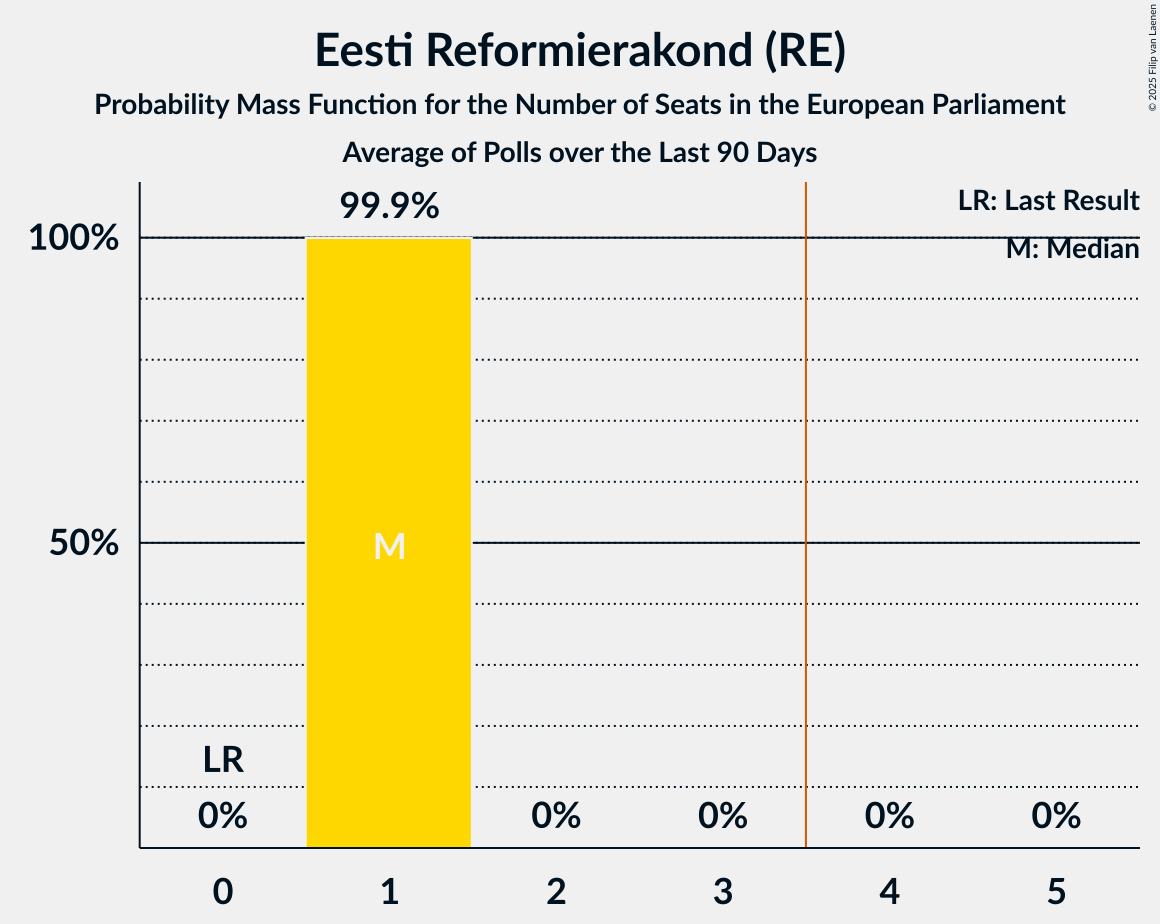 Eesti Reformierakond (RE)
Probability Mass Function for the Number of Seats in the European Parliament
Average of Polls over the Last 90 Days
© 2025 Filip van Laenen
LR: Last Result
M: Median
99.9%
100%
50%
M
LR
0%
0%
0%
0%
0%
0 1 2 3 4 5